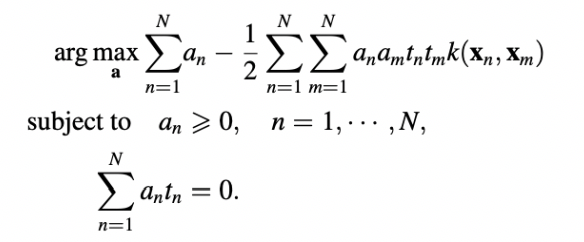 arg max_a ∑_{n=1}^{N} a_n − 1/2 ∑_{n=1}^{N} ∑_{m=1}^{N} a_n a_m t_n t_m k(x_n, x_m)
subject to a_n ⩾ 0, n = 1, ··· , N,
∑_{n=1}^{N} a_n t_n = 0.